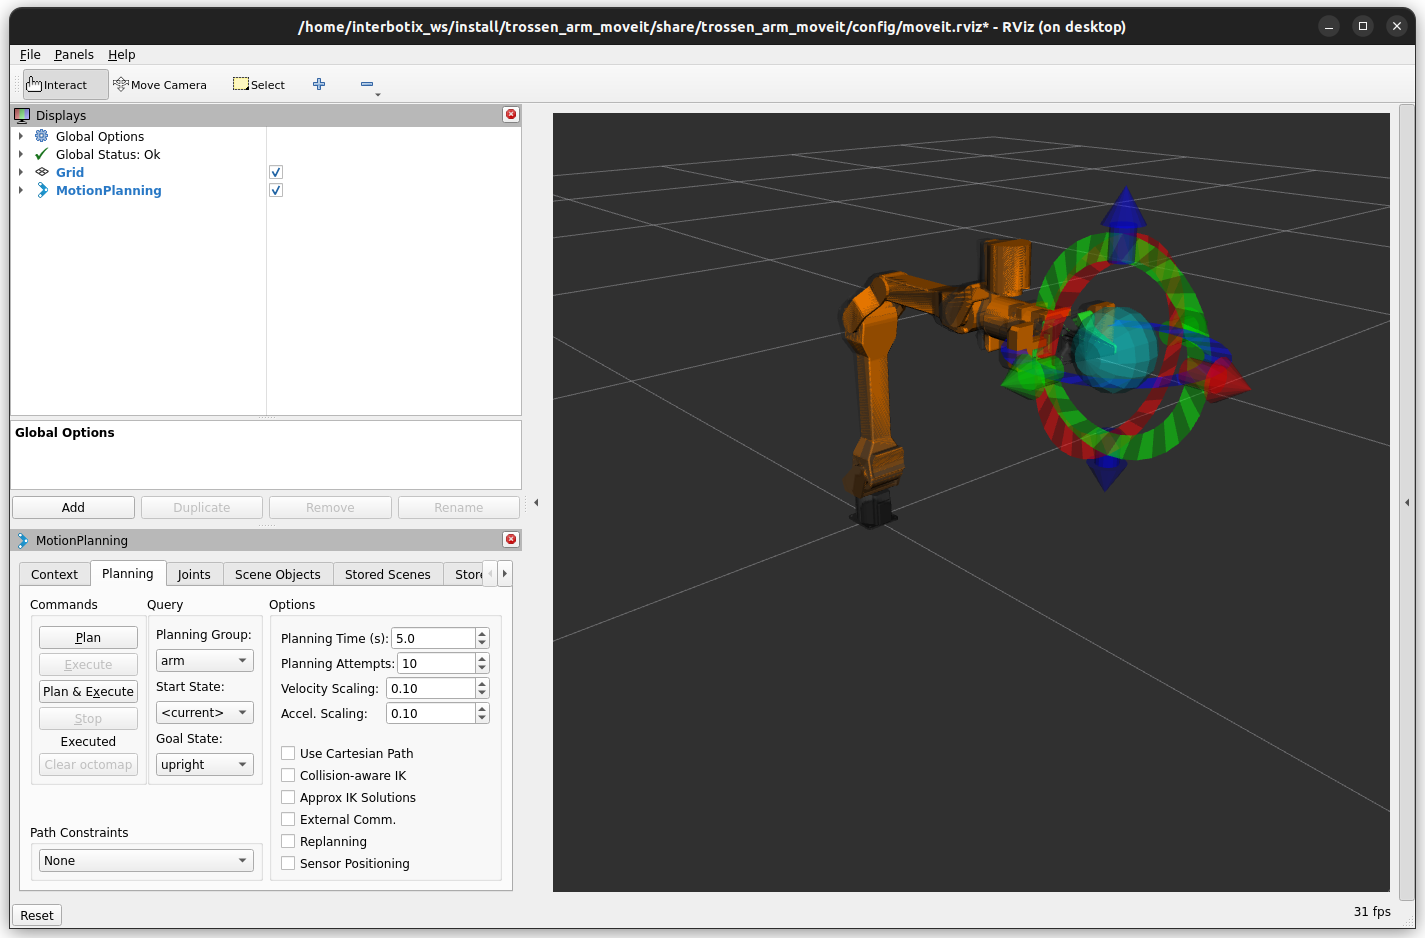 /home/interbotix_ws/install/trossen_arm_moveit/share/trossen_arm_moveit/config/moveit.rviz* - RViz (on desktop)
File Panels Help
Interact Move Camera Select
Displays
Global Options
Global Status: Ok
Grid
MotionPlanning
Global Options
Add Duplicate Remove Rename
MotionPlanning
Context Planning Joints Scene Objects Stored Scenes Store
Commands Query Options
Plan
Execute
Plan & Execute
Stop
Executed
Clear octomap
Planning Group:
arm
Start State:
<current>
Goal State:
upright
Planning Time (s): 5.0
Planning Attempts: 10
Velocity Scaling: 0.10
Accel. Scaling: 0.10
Use Cartesian Path
Collision-aware IK
Approx IK Solutions
External Comm.
Replanning
Sensor Positioning
Path Constraints
None
Reset
31 fps